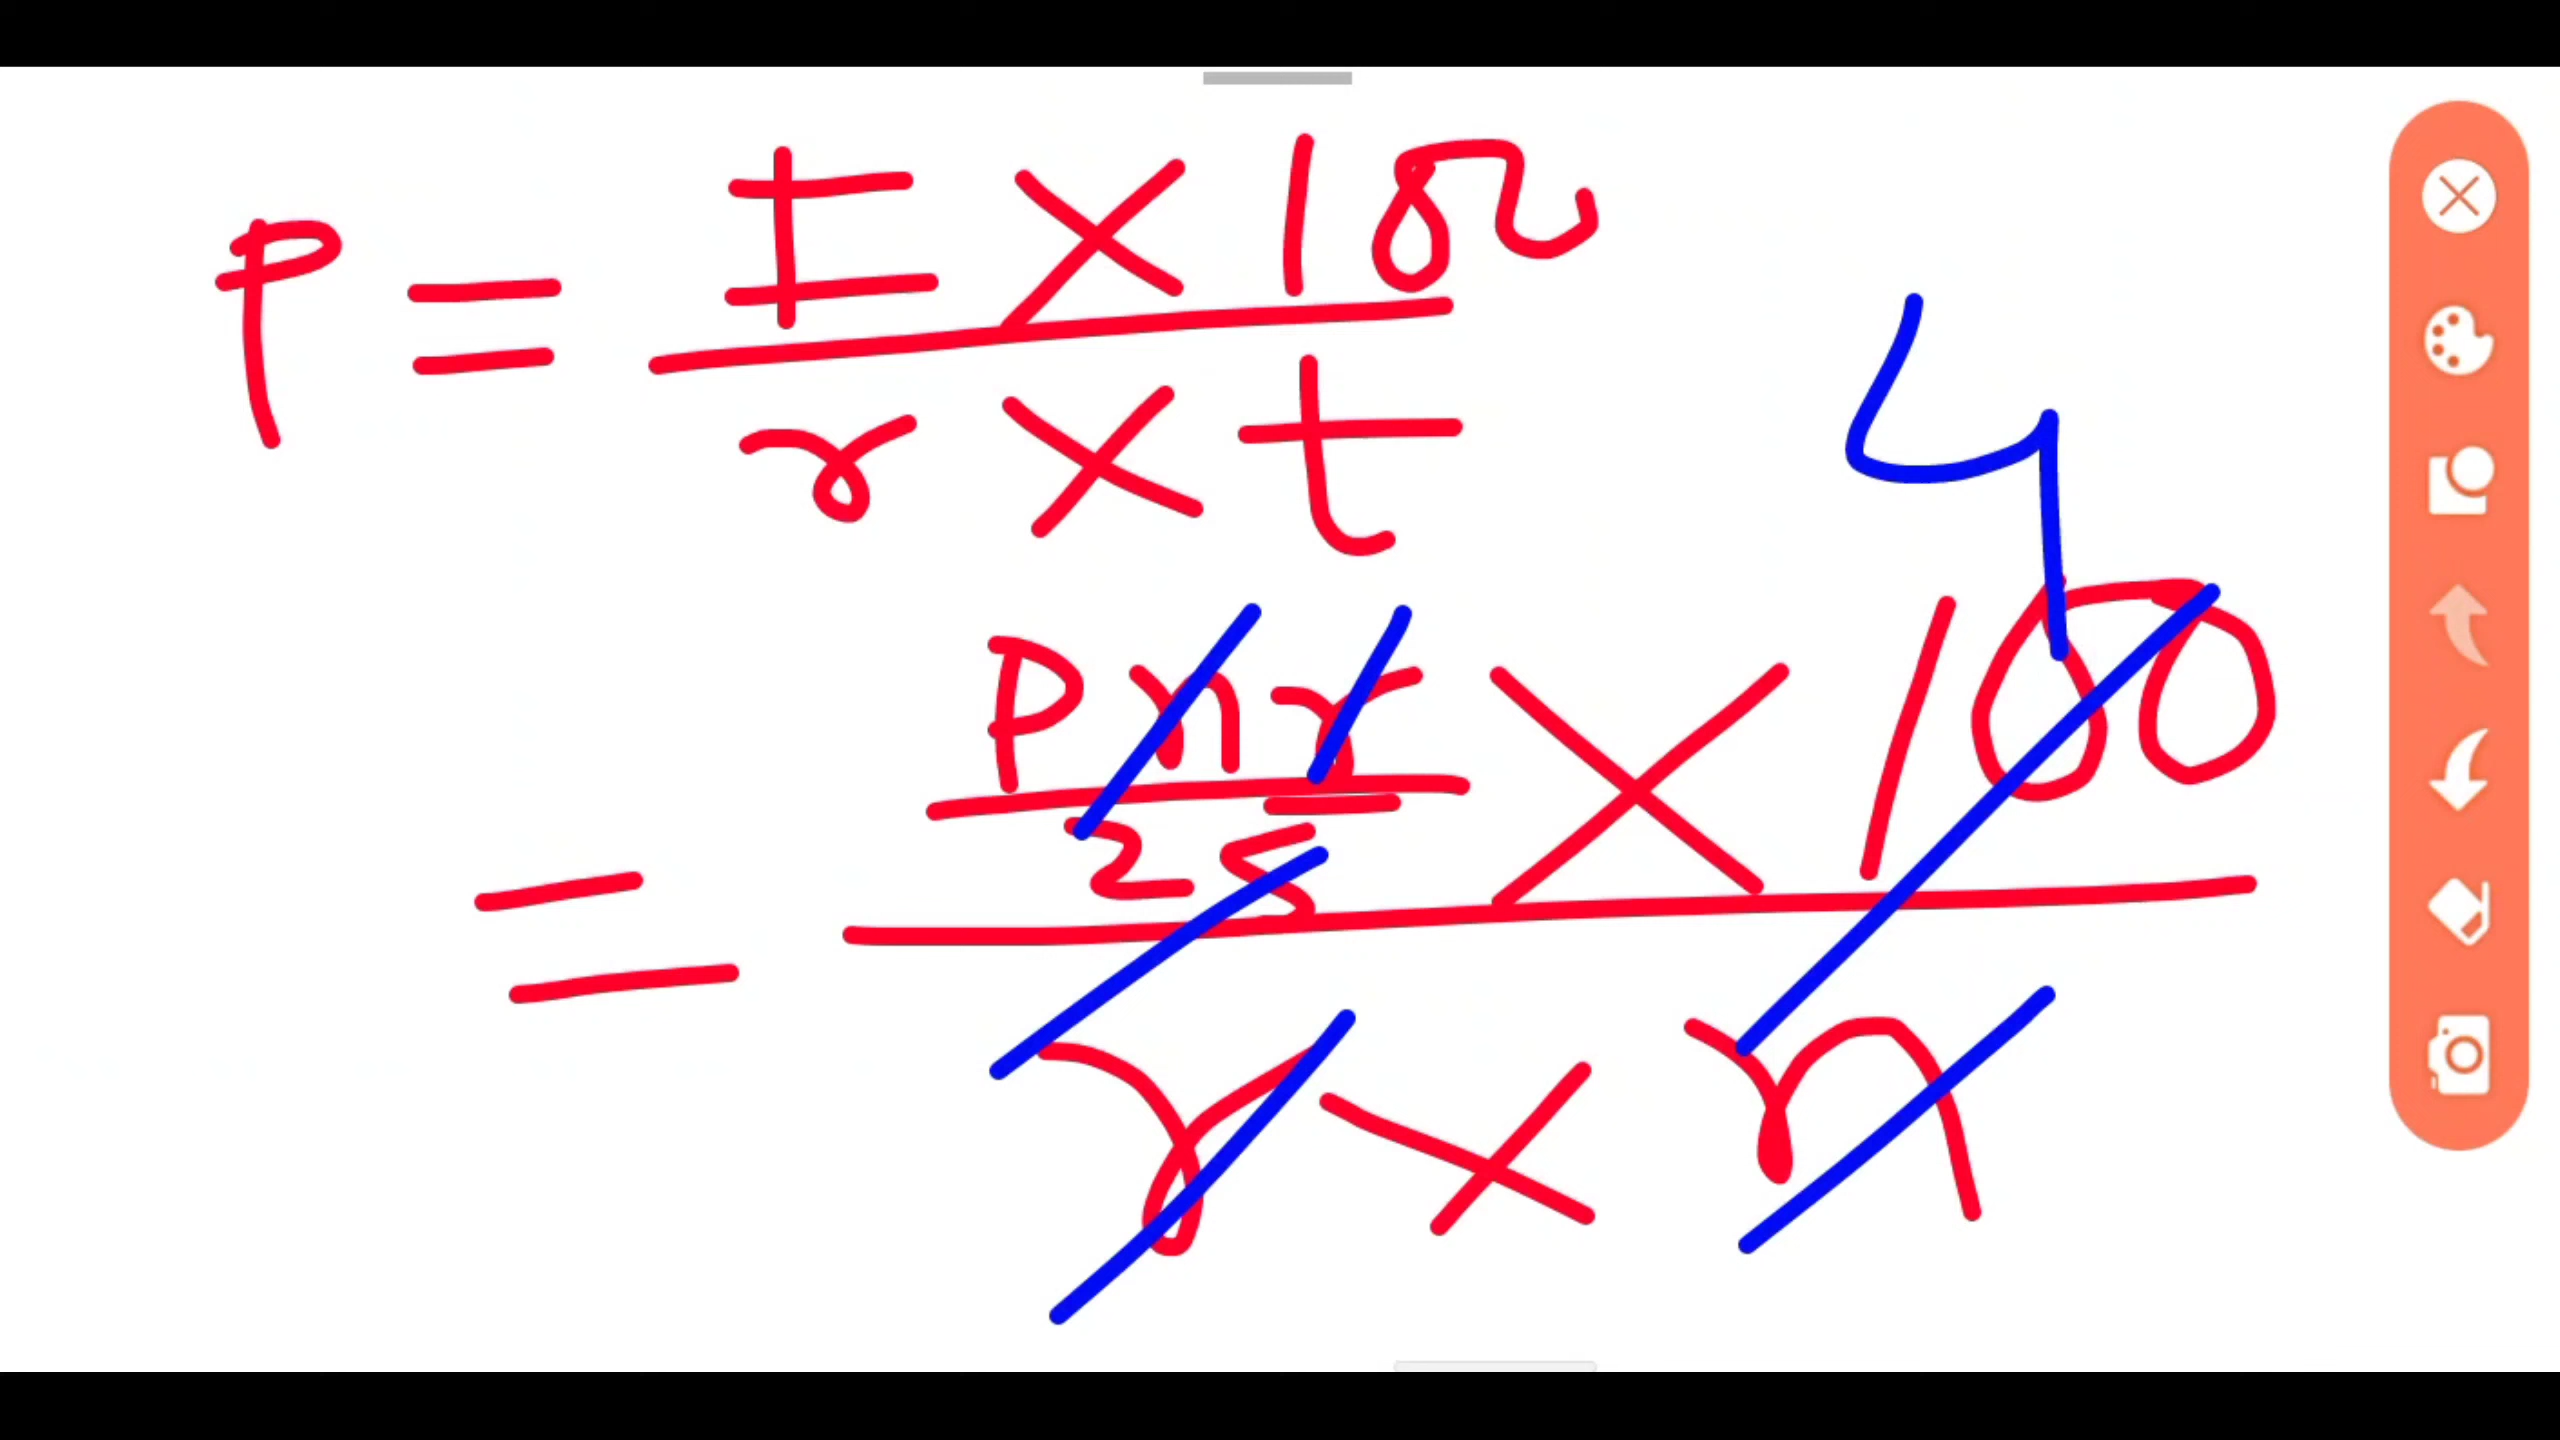 P = I × 100
r × t
4
= Pnr × 100
25
r × n